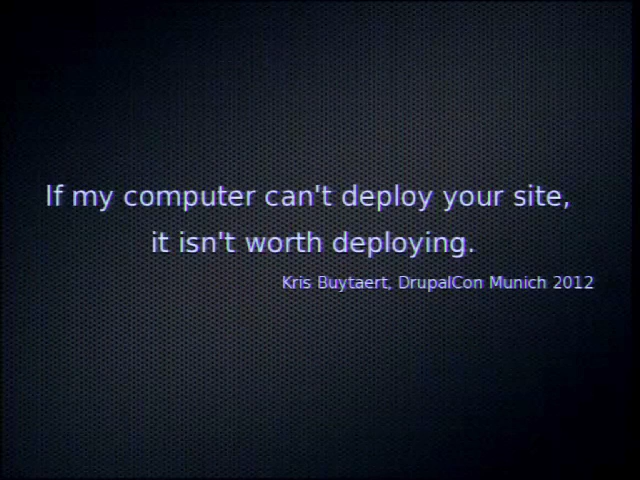 If my computer can't deploy your site,
it isn't worth deploying.
Kris Buytaert, DrupalCon Munich 2012